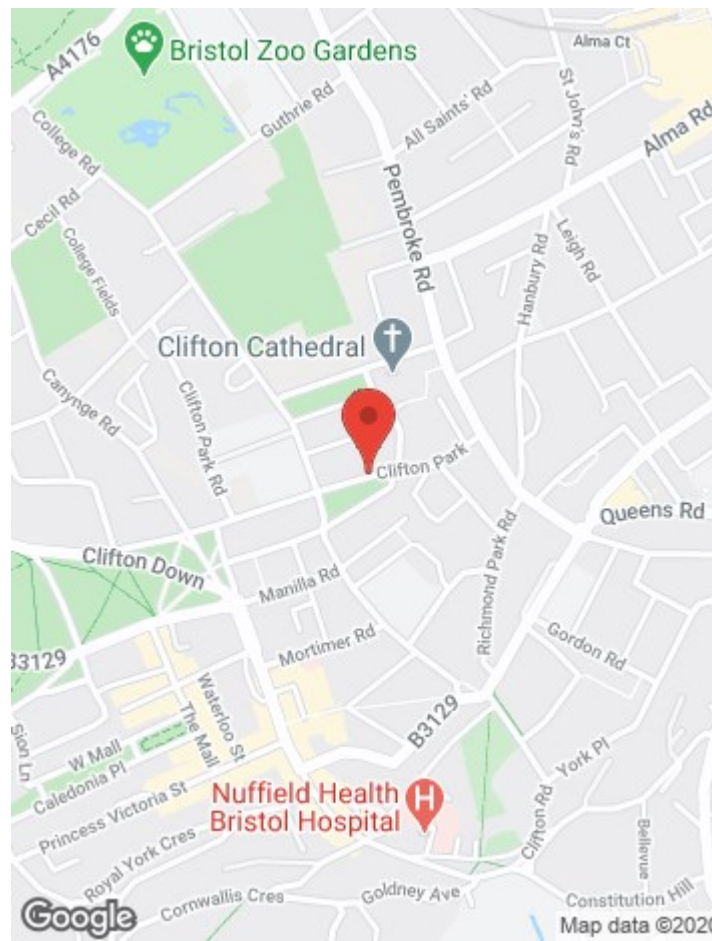 A4176
Bristol Zoo Gardens
Alma Ct
Guthrie Rd
All Saints' Rd
St John's Rd
Alma Rd
College Rd
Cecil Rd
Pembroke Rd
Leigh Rd
College Fields
Hanbury Rd
Clifton Cathedral
Canynge Rd
Clifton Park Rd
Clifton Park
Queens Rd
Clifton Down
Manilla Rd
Richmond Park Rd
Mortimer Rd
Gordon Rd
B3129
Waterloo St
The Mall
B3129
Sion Ln
W Mall
Caledonia Pl
York Pl
Princess Victoria St
Nuffield Health
Bristol Hospital
H
Clifton Rd
Bellevue
Royal York Cres
Cornwallis Cres
Goldney Ave
Constitution Hill
Google
Map data ©2020